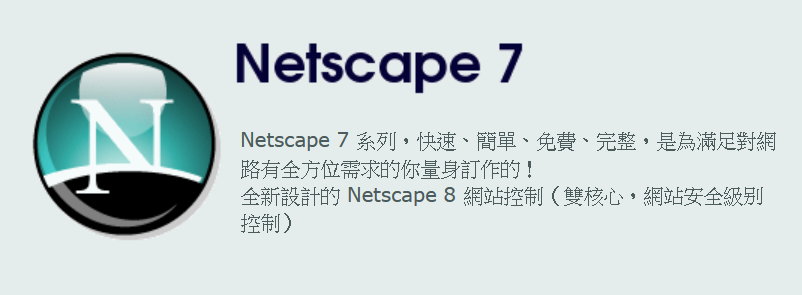 Netscape 7
N
Netscape 7 系列，快速、簡單、免費、完整，是為滿足對網
路有全方位需求的你量身訂作的！
全新設計的 Netscape 8 網站控制（雙核心，網站安全級別
控制）